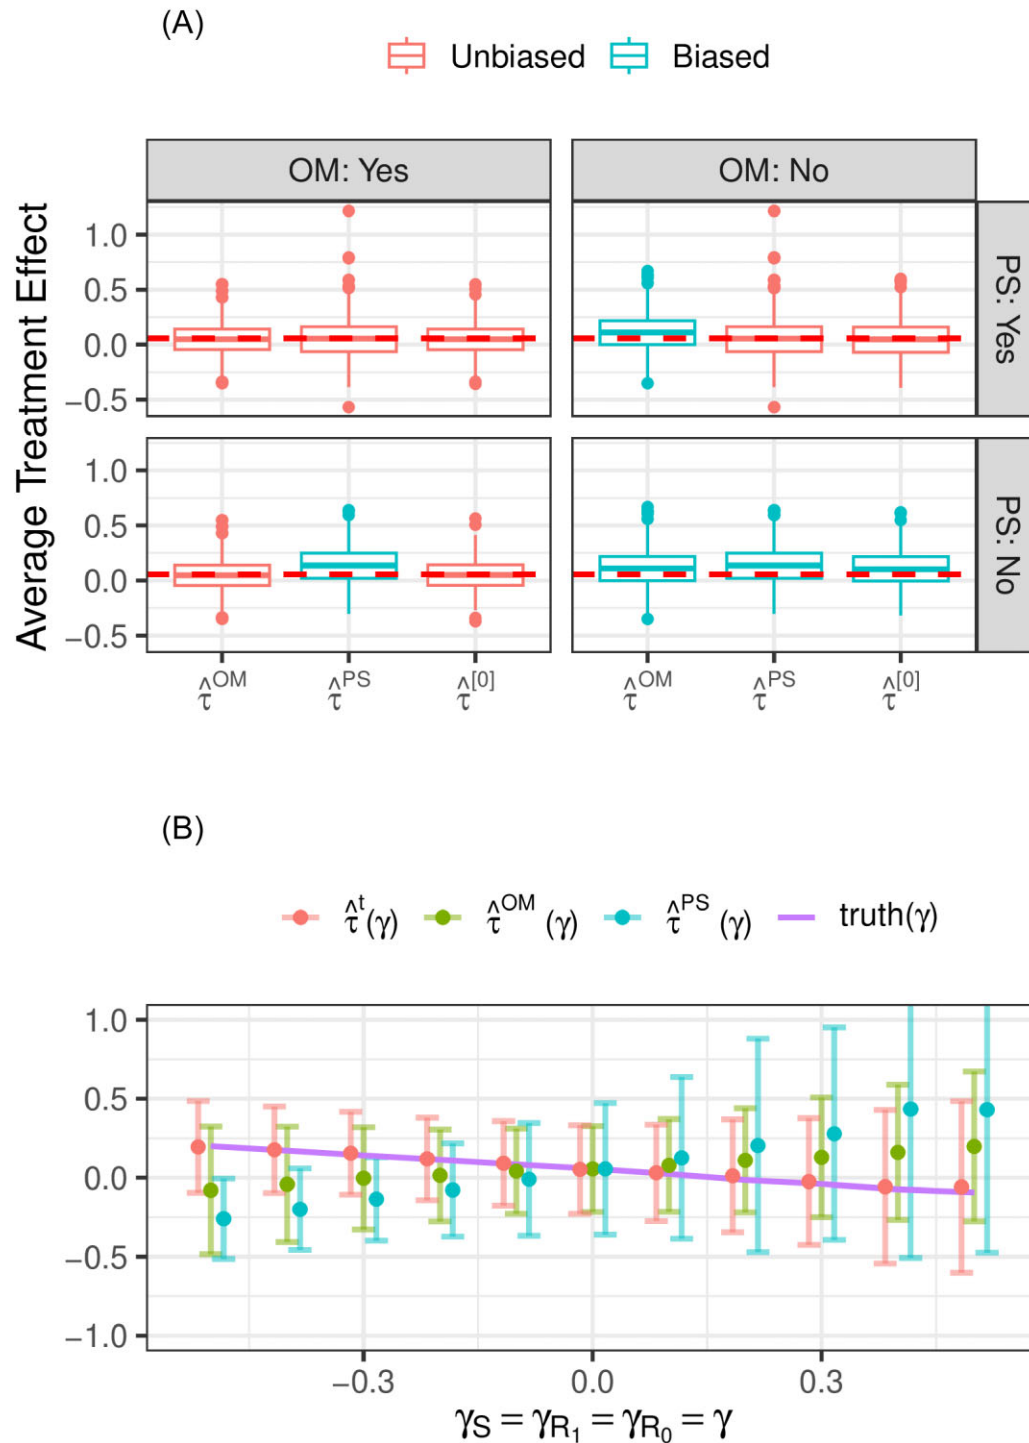 (A)
Unbiased Biased
OM: Yes OM: No
Average Treatment Effect
PS: Yes
1.0
0.5
0.0
−0.5
PS: No
1.0
0.5
0.0
−0.5
τ̂^OM τ̂^PS τ̂^[0] τ̂^OM τ̂^PS τ̂^[0]
(B)
τ̂^t(γ) τ̂^OM(γ) τ̂^PS(γ) truth(γ)
1.0
0.5
0.0
−0.5
−1.0
−0.3 0.0 0.3
γ_S = γ_R₁ = γ_R₀ = γ